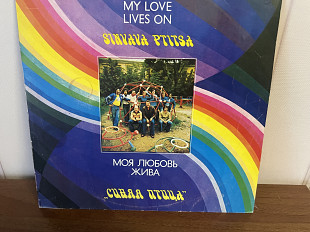 MY LOVE
LIVES ON
SINYAYA PTITSA
МОЯ ЛЮБОВЬ
ЖИВА
„СИНЯЯ ПТИЦА"